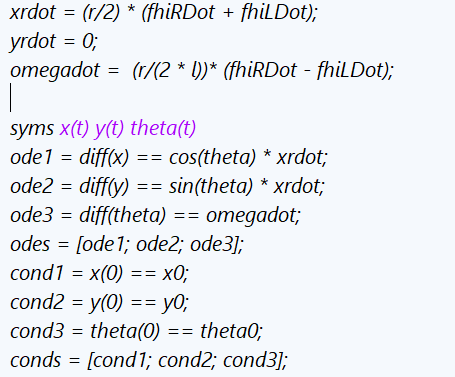 xrdot = (r/2) * (fhiRDot + fhiLDot);
yrdot = 0;
omegadot =  (r/(2 * l))* (fhiRDot - fhiLDot);
syms x(t) y(t) theta(t)
ode1 = diff(x) == cos(theta) * xrdot;
ode2 = diff(y) == sin(theta) * xrdot;
ode3 = diff(theta) == omegadot;
odes = [ode1; ode2; ode3];
cond1 = x(0) == x0;
cond2 = y(0) == y0;
cond3 = theta(0) == theta0;
conds = [cond1; cond2; cond3];